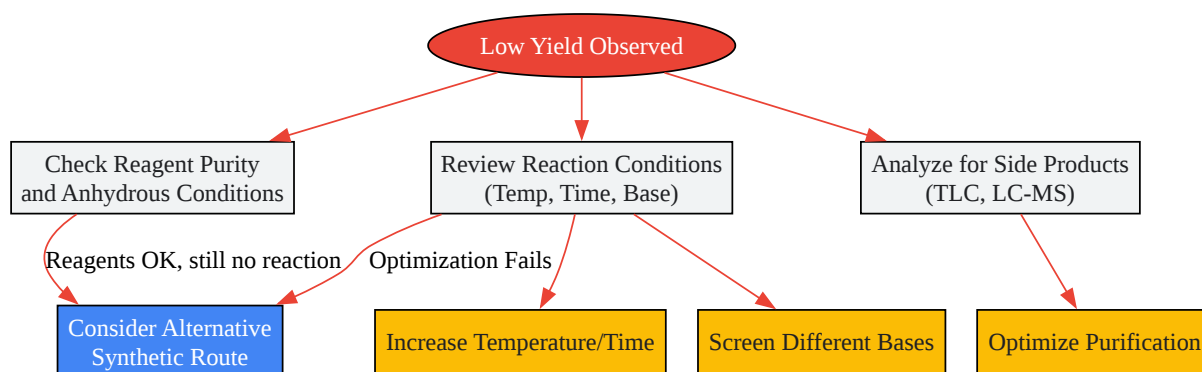 Low Yield Observed
Check Reagent Purity
and Anhydrous Conditions
Review Reaction Conditions
(Temp, Time, Base)
Analyze for Side Products
(TLC, LC-MS)
Reagents OK, still no reaction
Optimization Fails
Consider Alternative
Synthetic Route
Increase Temperature/Time
Screen Different Bases
Optimize Purification